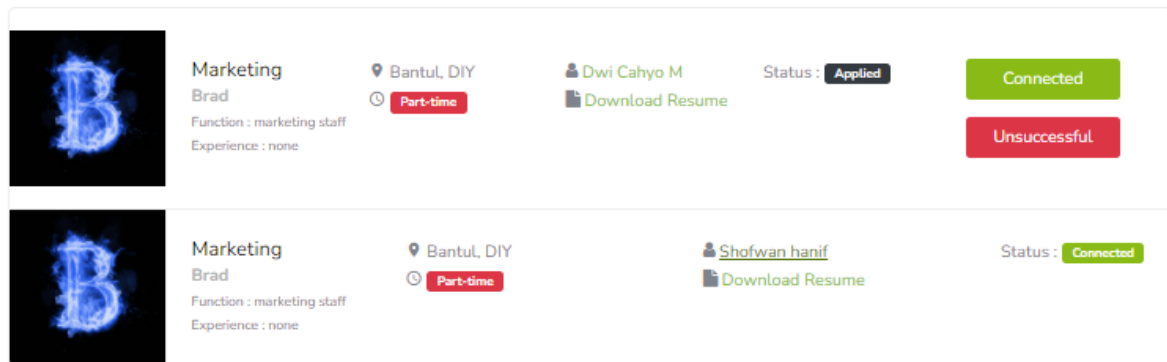 Marketing
Bantul, DIY
Dwi Cahyo M
Status : Applied
Connected
Brad
Part-time
Download Resume
Function : marketing staff
Experience : none
Unsuccessful
Marketing
Bantul, DIY
Shofwan hanif
Status : Connected
Brad
Part-time
Download Resume
Function : marketing staff
Experience : none
B
B